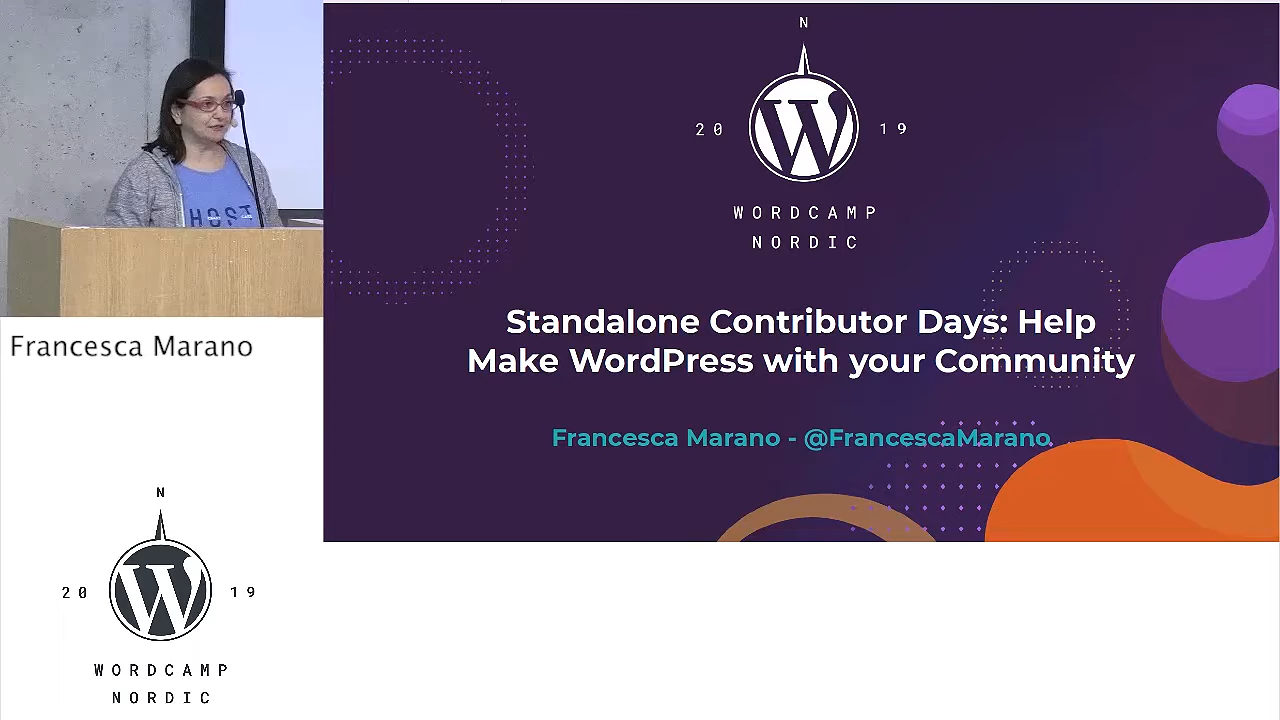 N
20 19
WORDCAMP
NORDIC
Standalone Contributor Days: Help
Make WordPress with your Community
Francesca Marano - @FrancescaMarano
HOST
Francesca Marano
N
20 19
WORDCAMP
NORDIC